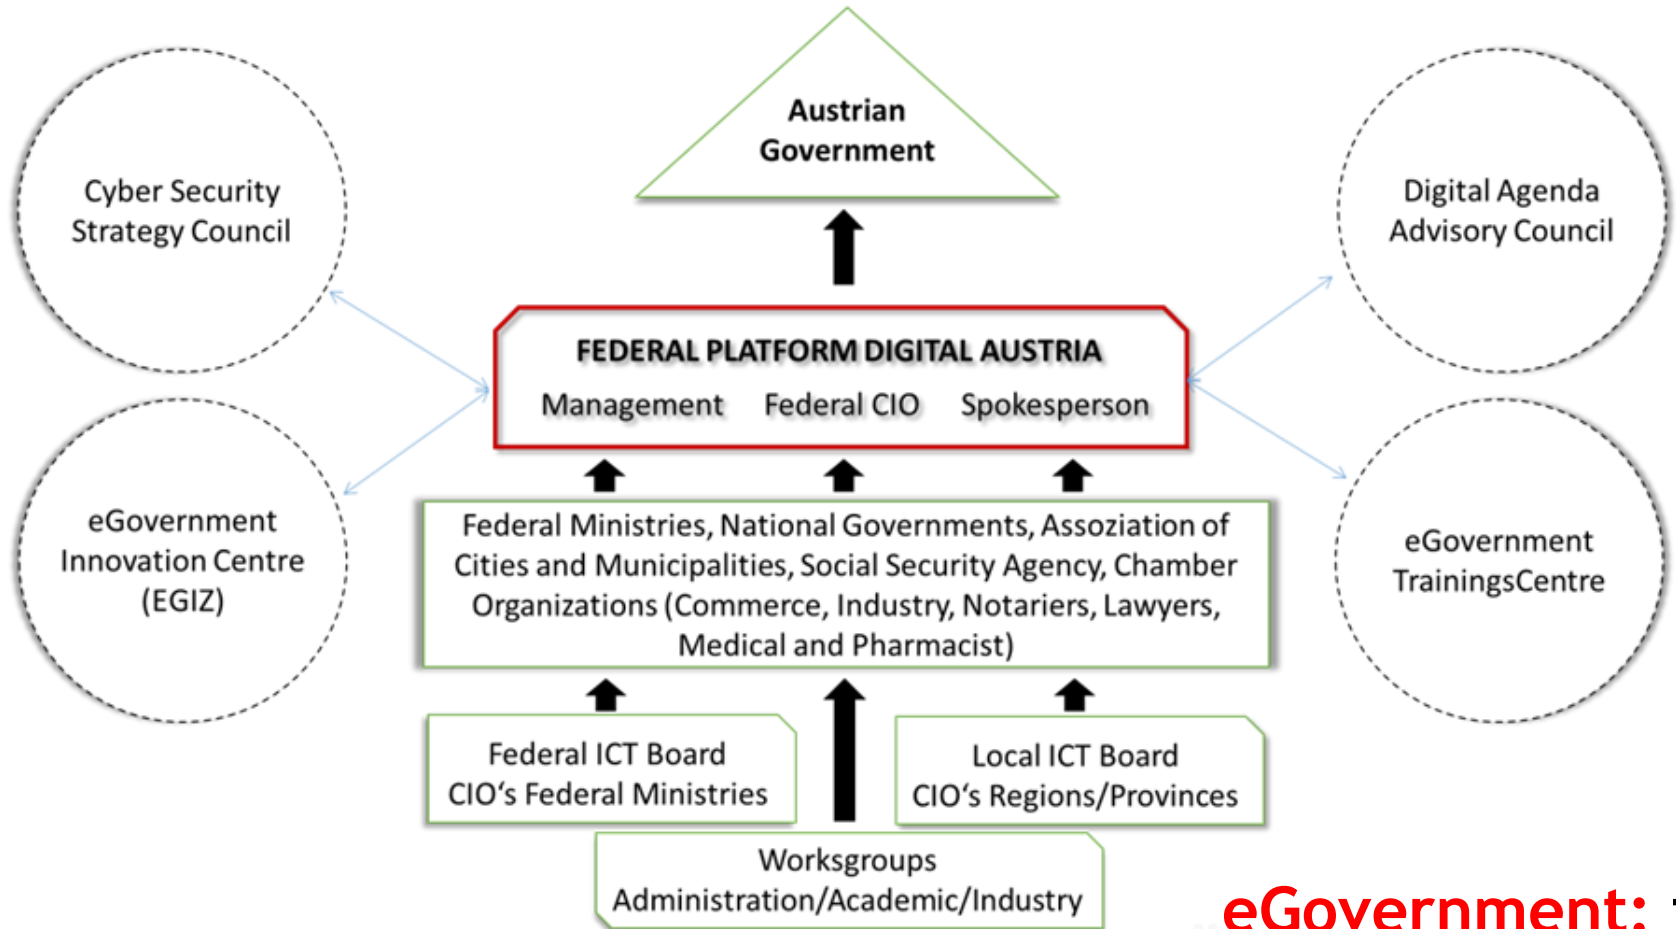 Austrian
Government
Cyber Security
Strategy Council
Digital Agenda
Advisory Council
FEDERAL PLATFORM DIGITAL AUSTRIA
Management Federal CIO Spokesperson
eGovernment
Innovation Centre
(EGIZ)
Federal Ministries, National Governments, Assoziation of
Cities and Municipalities, Social Security Agency, Chamber
Organizations (Commerce, Industry, Notariers, Lawyers,
Medical and Pharmacist)
eGovernment
TrainingsCentre
Federal ICT Board
CIO‘s Federal Ministries
Local ICT Board
CIO‘s Regions/Provinces
Worksgroups
Administration/Academic/Industry
eGovernment: